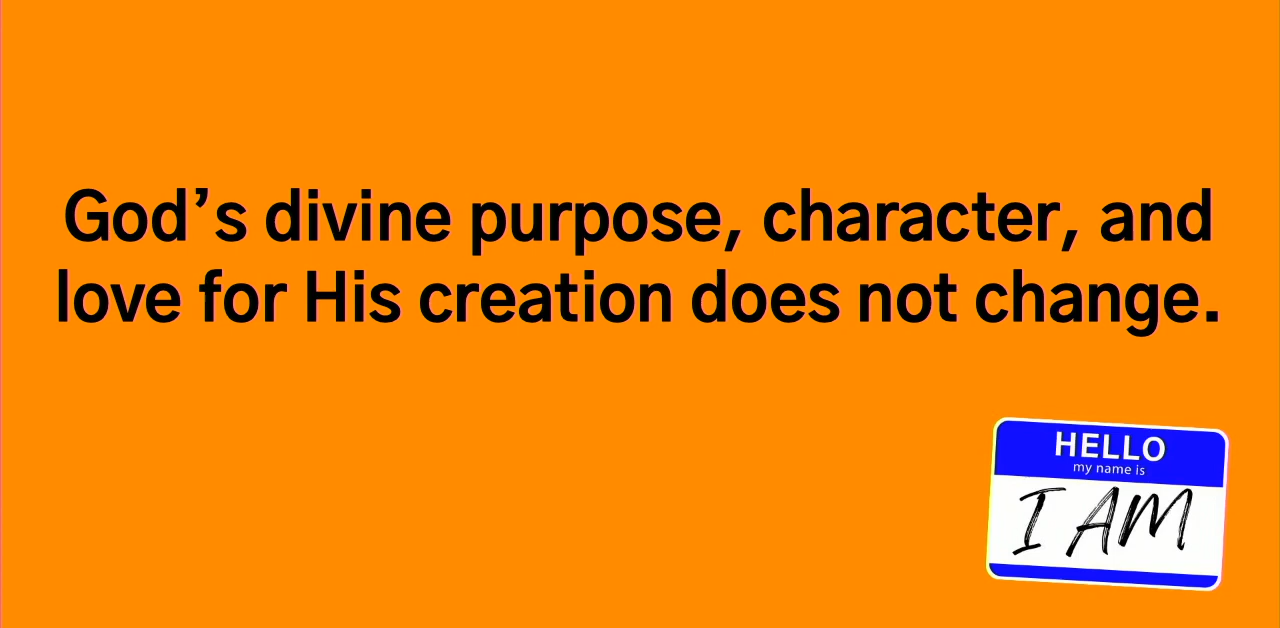 God’s divine purpose, character, and
love for His creation does not change.
HELLO
my name is
I AM